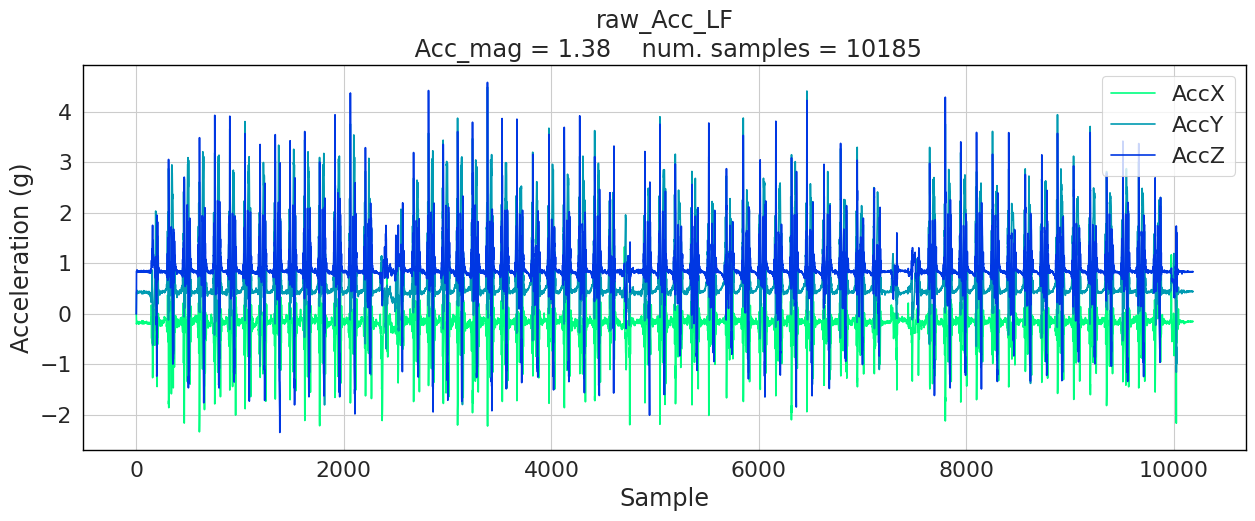 raw_Acc_LF
Acc_mag = 1.38    num. samples = 10185
AccX
AccY
AccZ
Acceleration (g)
4
3
2
1
0
−1
−2
0 2000 4000 6000 8000 10000
Sample